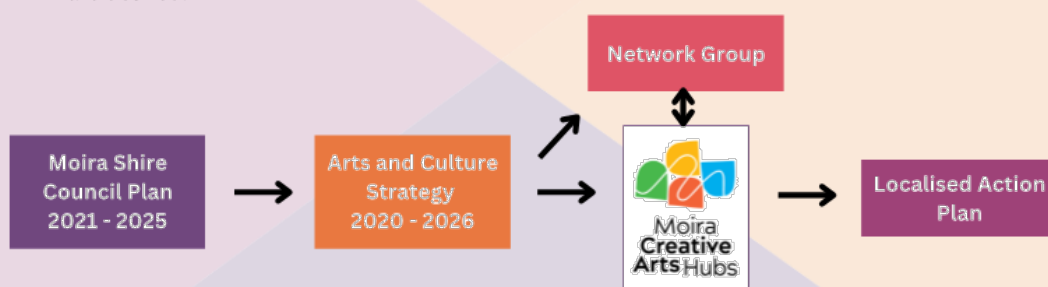 Network Group
Moira Shire
Council Plan
2021 - 2025
Arts and Culture
Strategy
2020 - 2026
Moira
Creative
Arts Hubs
Localised Action
Plan